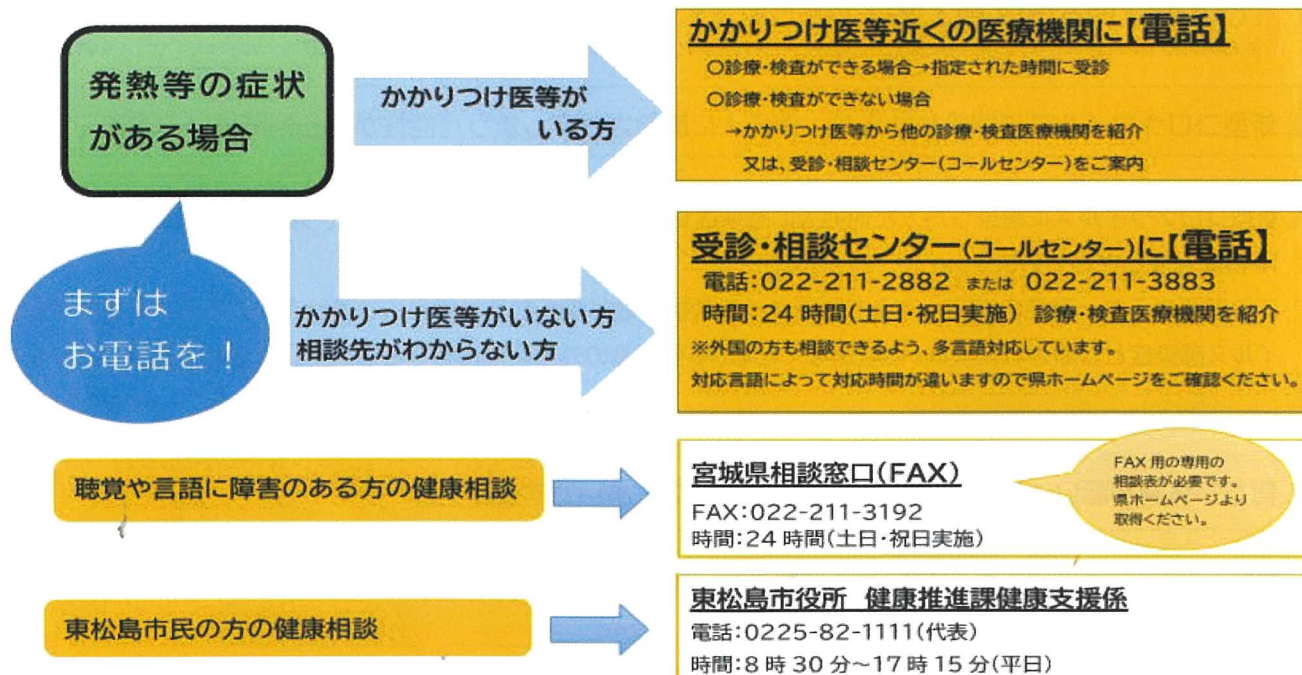 発熱等の症状
がある場合
まずは
お電話を！
かかりつけ医等が
いる方
かかりつけ医等近くの医療機関に【電話】
○診療・検査ができる場合→指定された時間に受診
○診療・検査ができない場合
→かかりつけ医等から他の診療・検査医療機関を紹介
又は、受診・相談センター(コールセンター)をご案内
かかりつけ医等がいない方
相談先がわからない方
受診・相談センター(コールセンター)に【電話】
電話：022-211-2882 または 022-211-3883
時間：24時間(土日・祝日実施) 診療・検査医療機関を紹介
※外国の方も相談できるよう、多言語対応しています。
対応言語によって対応時間が違いますので県ホームページをご確認ください。
聴覚や言語に障害のある方の健康相談
宮城県相談窓口(FAX)
FAX：022-211-3192
時間：24時間(土日・祝日実施)
FAX用の専用の
相談表が必要です。
県ホームページより
取得ください。
東松島市民の方の健康相談
東松島市役所 健康推進課健康支援係
電話：0225-82-1111(代表)
時間：8時30分～17時15分(平日)